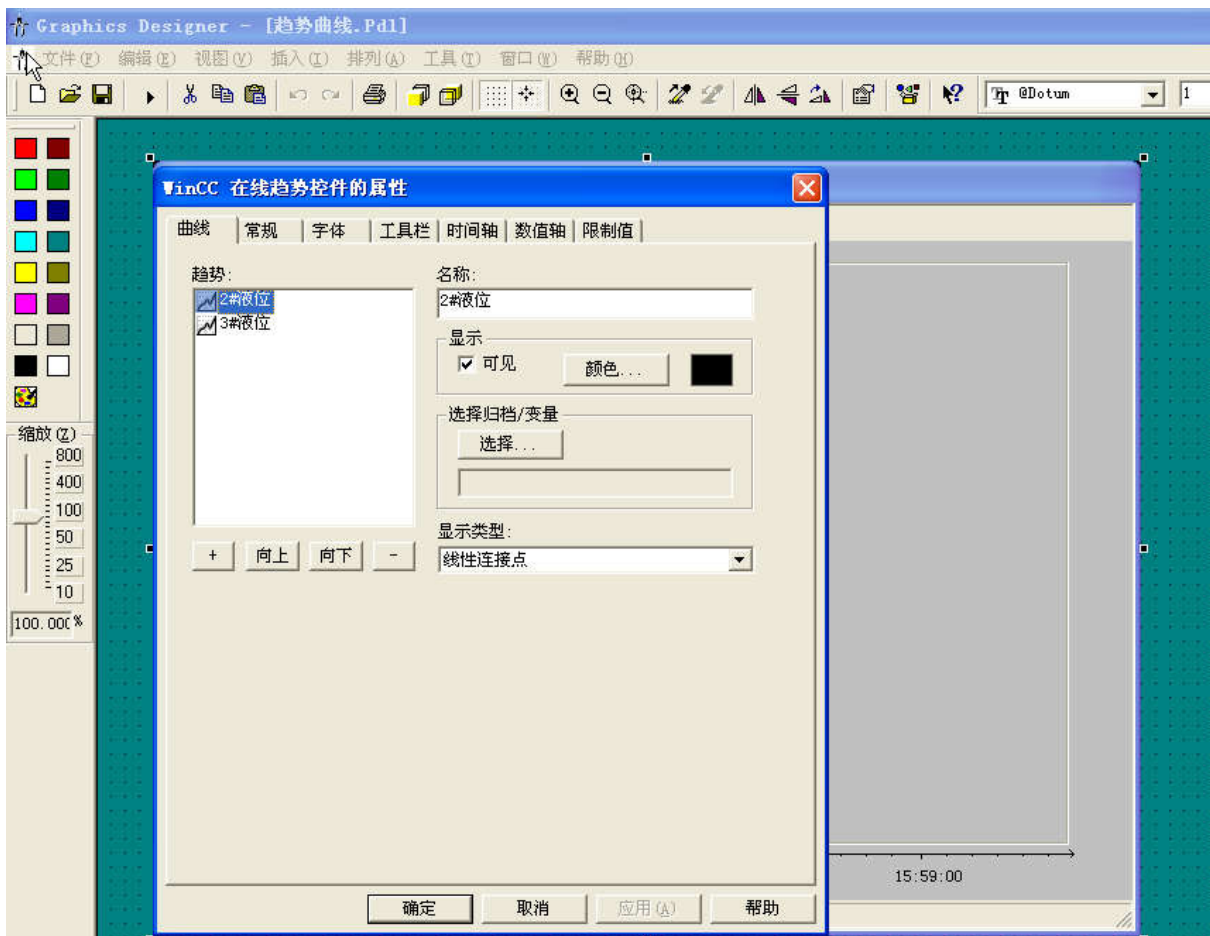 Graphics Designer - [趋势曲线.Pdl]
文件(F) 编辑(E) 视图(V) 插入(I) 排列(A) 工具(T) 窗口(W) 帮助(H)
@Dotum 1
WinCC 在线趋势控件的属性
曲线 常规 字体 工具栏 时间轴 数值轴 限制值
趋势:
2#液位
3#液位
+ 向上 向下 -
名称:
2#液位
显示
可见 颜色...
选择归档/变量
选择...
显示类型:
线性连接点
确定 取消 应用(A) 帮助
缩放(Z)
800
400
100
50
25
10
100.000%
15:59:00